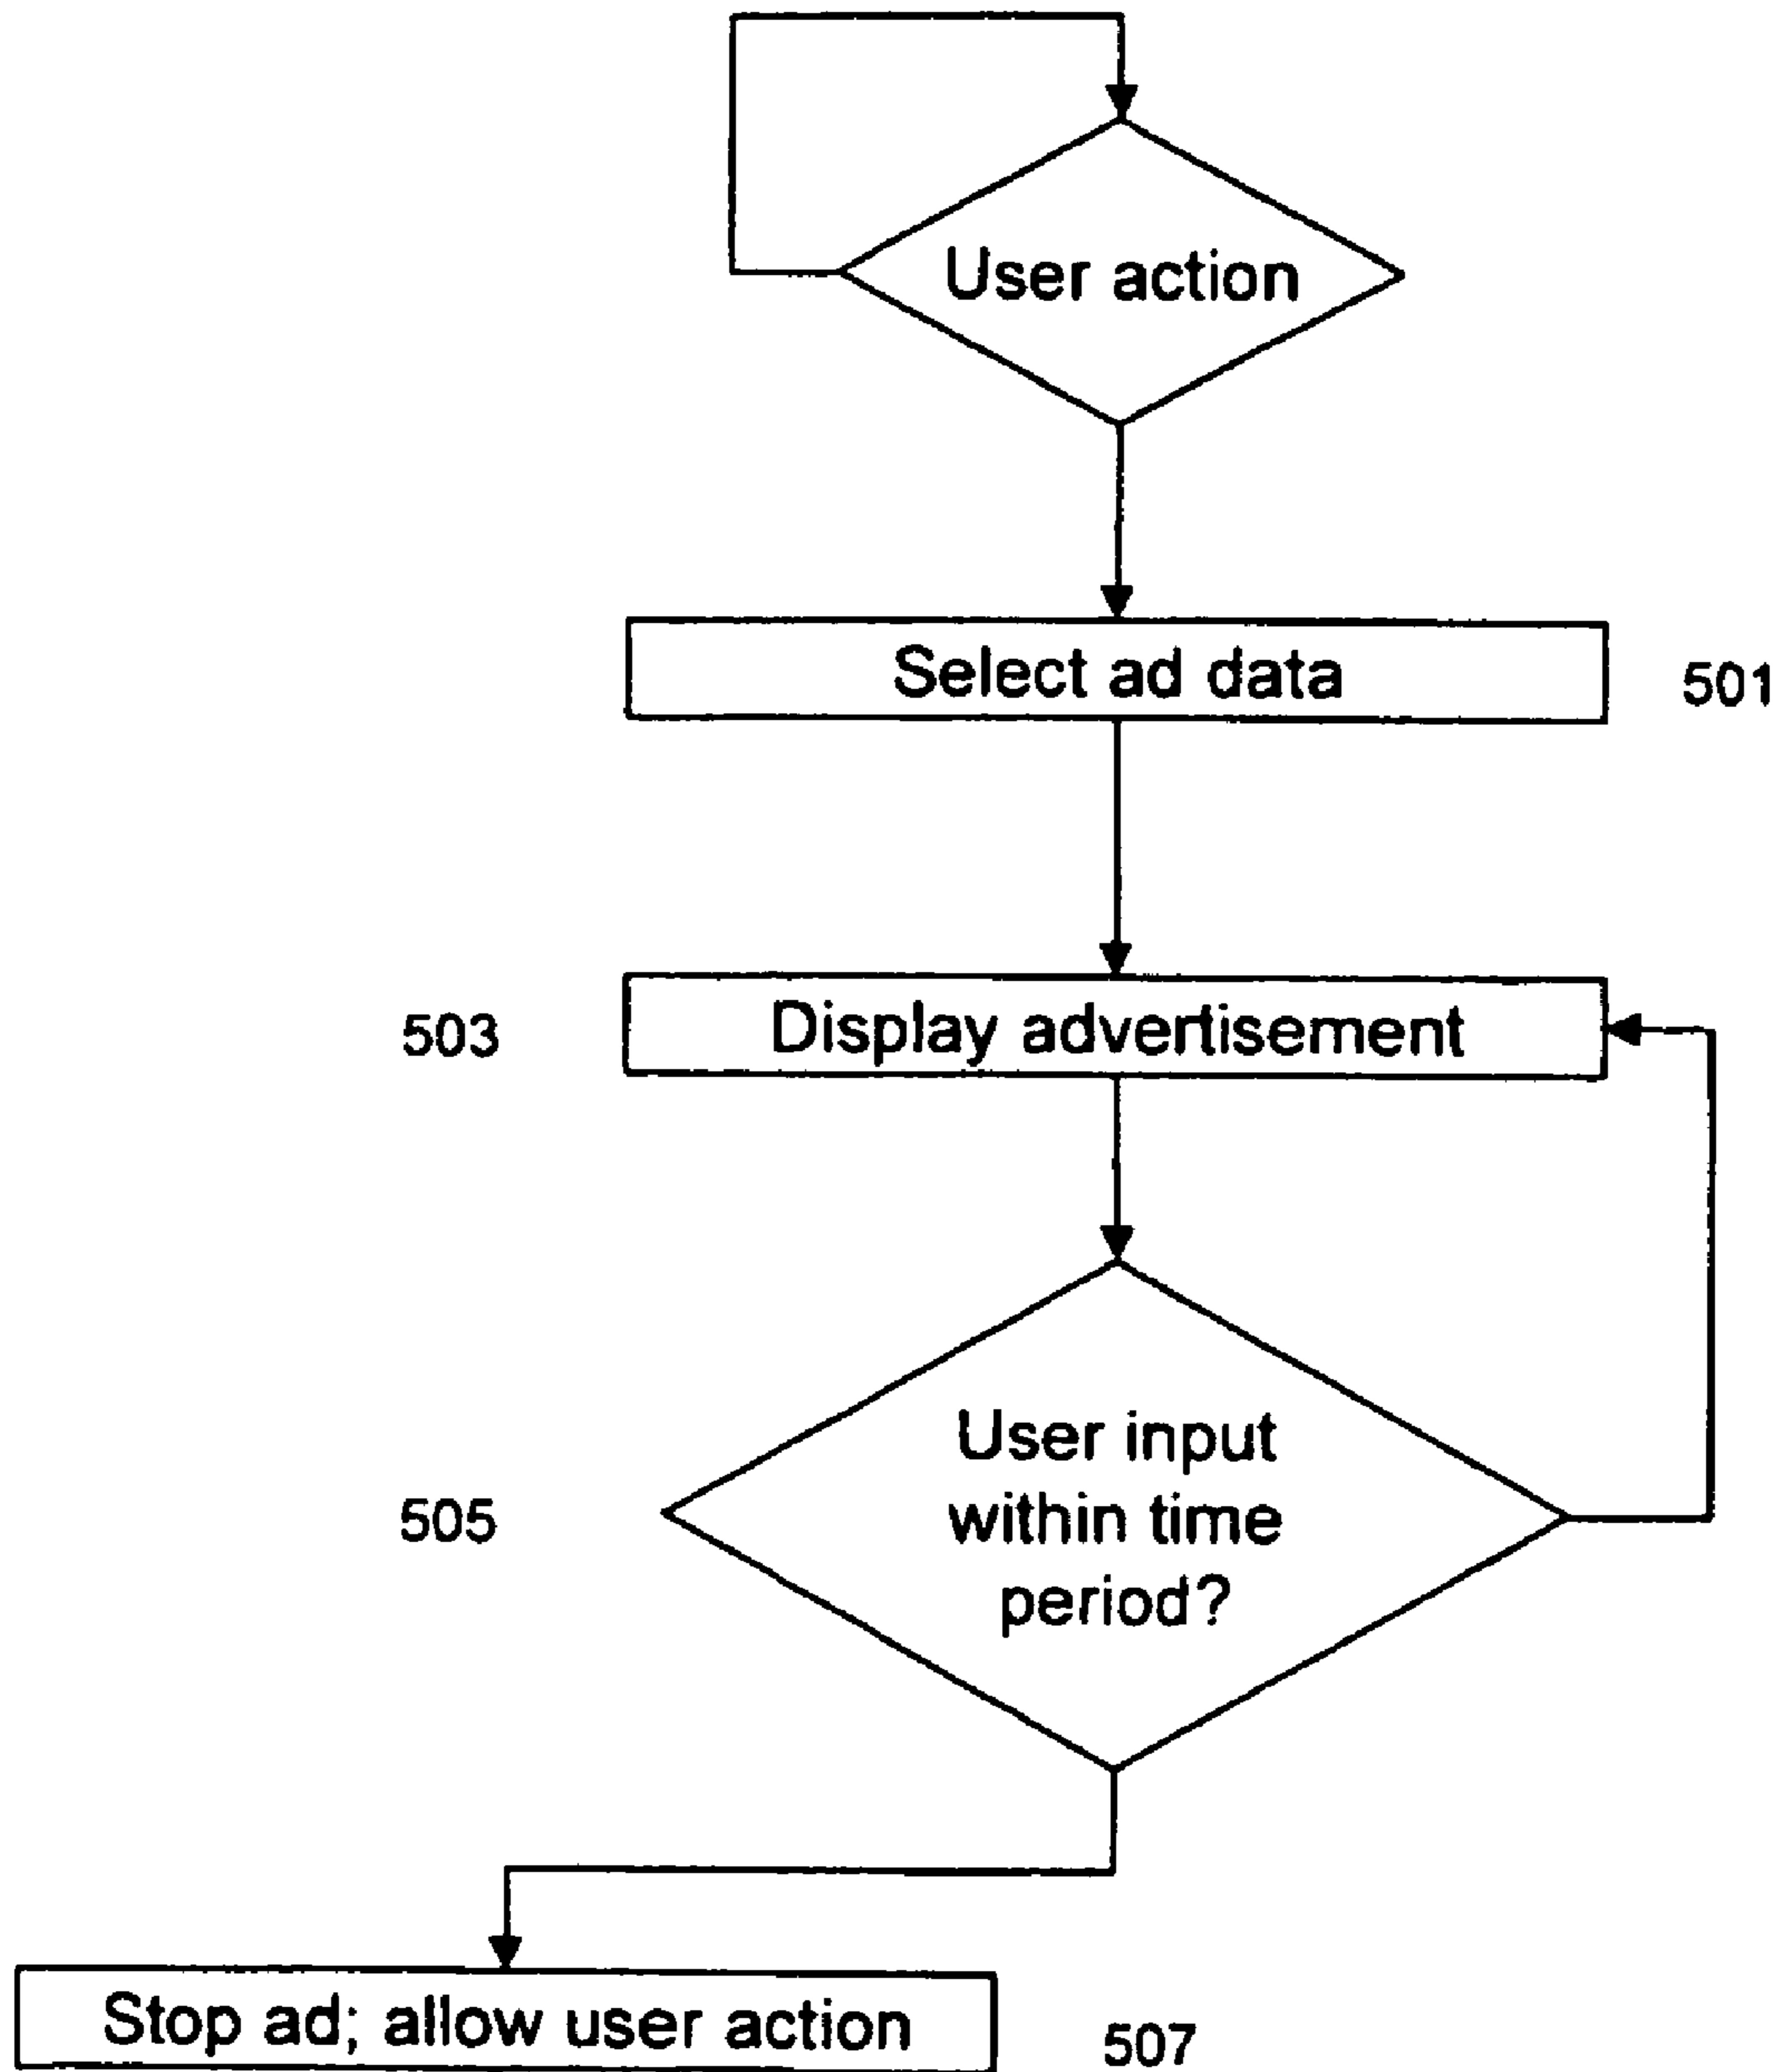 User action
Select ad data
501
503
Display advertisement
User input
within time
period?
505
Stop ad; allow user action
507